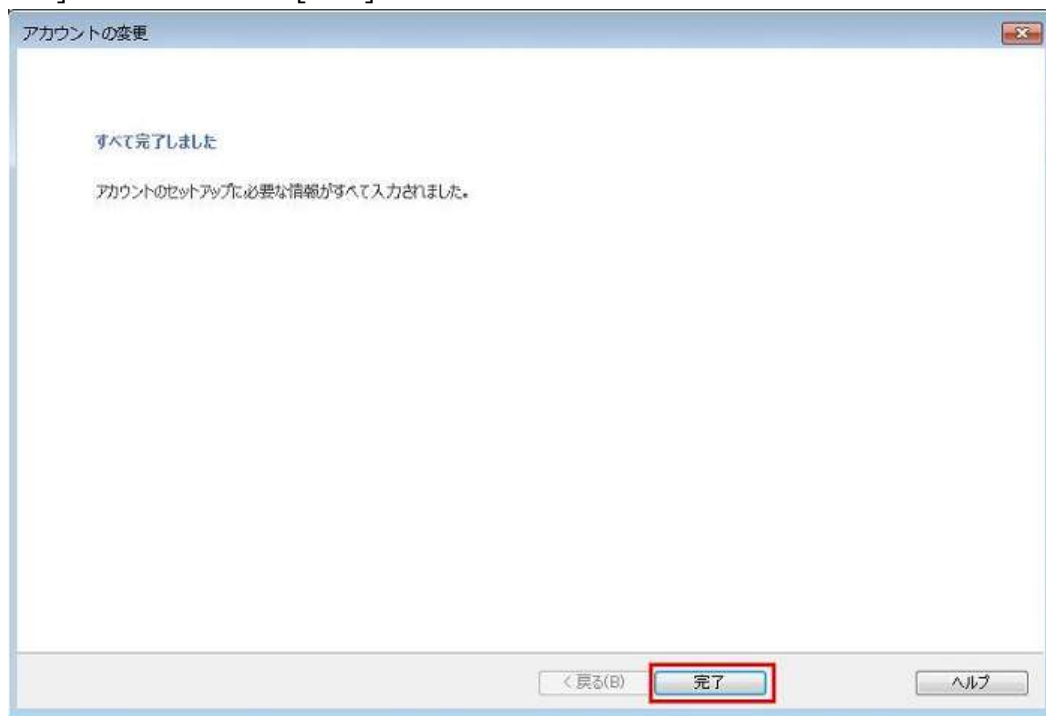 アカウントの変更
すべて完了しました
アカウントのセットアップに必要な情報がすべて入力されました。
< 戻る(B)
完了
ヘルプ